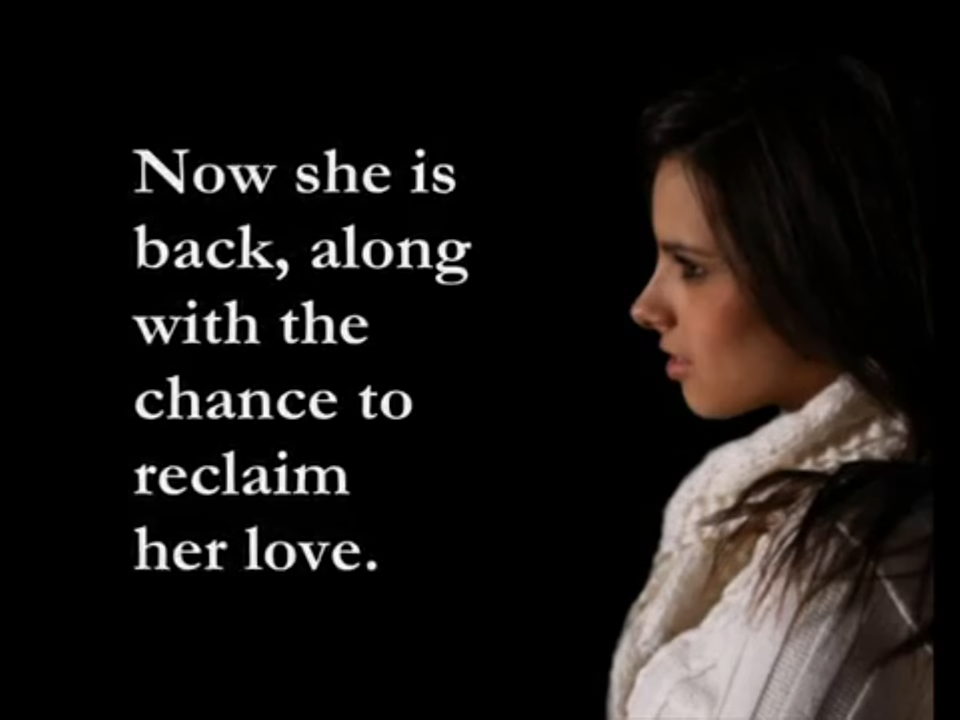 Now she is
back, along
with the
chance to
reclaim
her love.